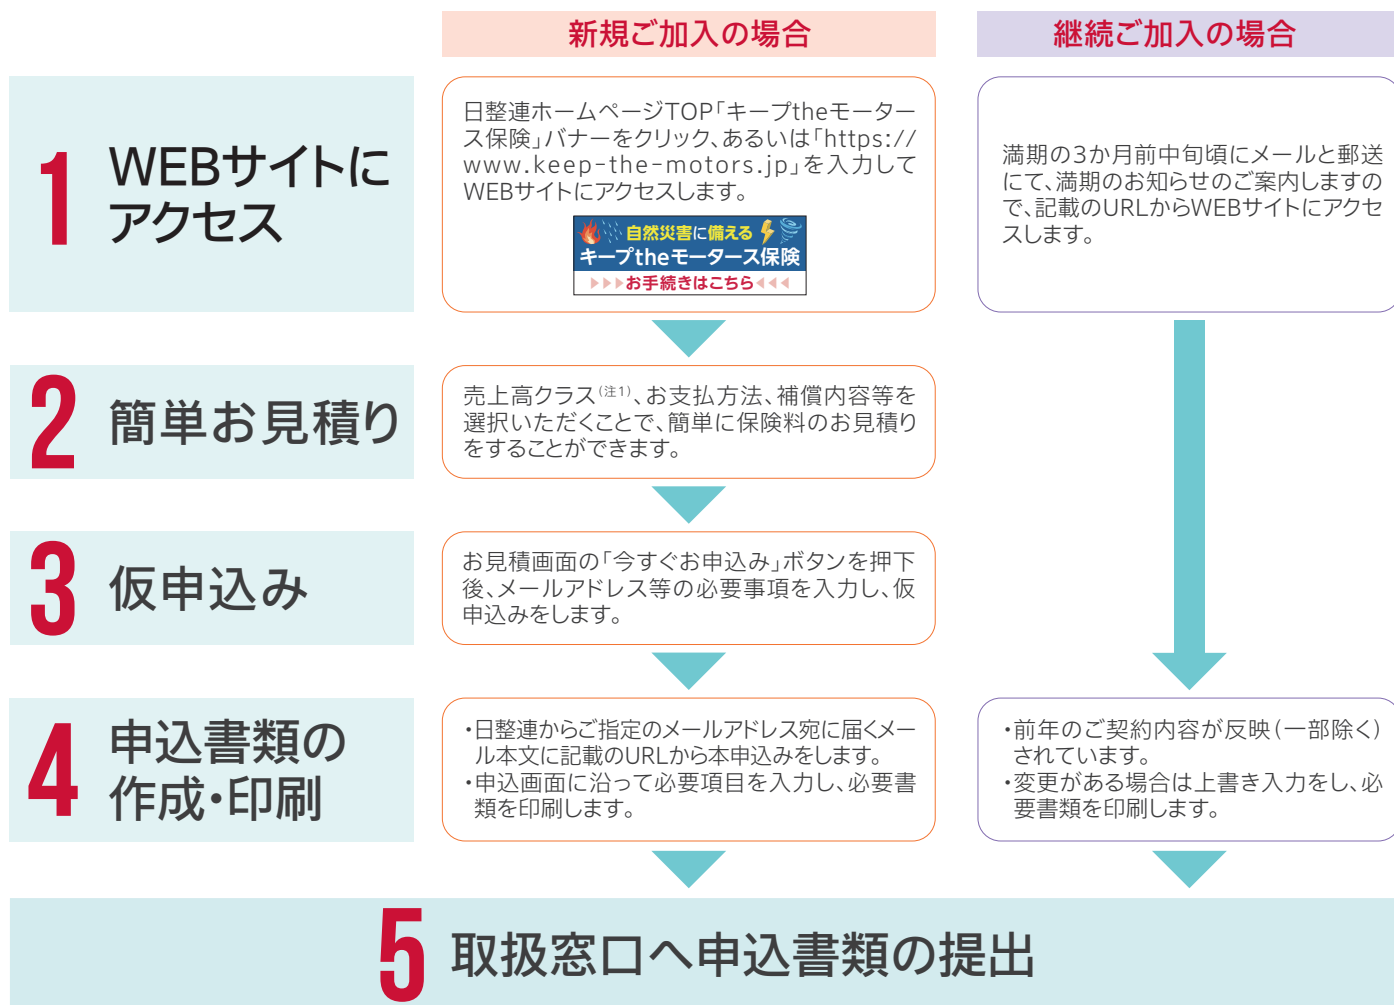 新規ご加入の場合
継続ご加入の場合
1
WEBサイトに
アクセス
日整連ホームページTOP「キープtheモーター
ス保険」バナーをクリック、あるいは「https://
www.keep-the-motors.jp」を入力して
WEBサイトにアクセスします。
自然災害に備える
キープtheモータース保険
▶▶▶お手続きはこちら◀◀◀
満期の3か月前中旬頃にメールと郵送
にて、満期のお知らせのご案内しますの
で、記載のURLからWEBサイトにアクセ
スします。
2
簡単お見積り
売上高クラス(注1)、お支払方法、補償内容等を
選択いただくことで、簡単に保険料のお見積り
をすることができます。
3
仮申込み
お見積画面の「今すぐお申込み」ボタンを押下
後、メールアドレス等の必要事項を入力し、仮
申込みをします。
4
申込書類の
作成・印刷
・日整連からご指定のメールアドレス宛に届くメー
ル本文に記載のURLから本申込みをします。
・申込画面に沿って必要項目を入力し、必要書
類を印刷します。
・前年のご契約内容が反映(一部除く)
されています。
・変更がある場合は上書き入力をし、必
要書類を印刷します。
5
取扱窓口へ申込書類の提出